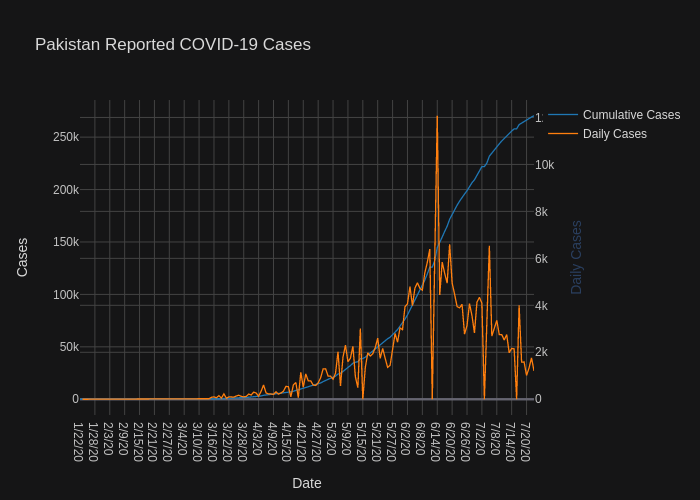 Pakistan Reported COVID-19 Cases
Cumulative Cases
Daily Cases
Cases
250k
200k
150k
100k
50k
0
10k
8k
6k
4k
2k
0
Daily Cases
1/22/20
1/28/20
2/3/20
2/9/20
2/15/20
2/21/20
2/27/20
3/4/20
3/10/20
3/16/20
3/22/20
3/28/20
4/3/20
4/9/20
4/15/20
4/21/20
4/27/20
5/3/20
5/9/20
5/15/20
5/21/20
5/27/20
6/2/20
6/8/20
6/14/20
6/20/20
6/26/20
7/2/20
7/8/20
7/14/20
7/20/20
Date